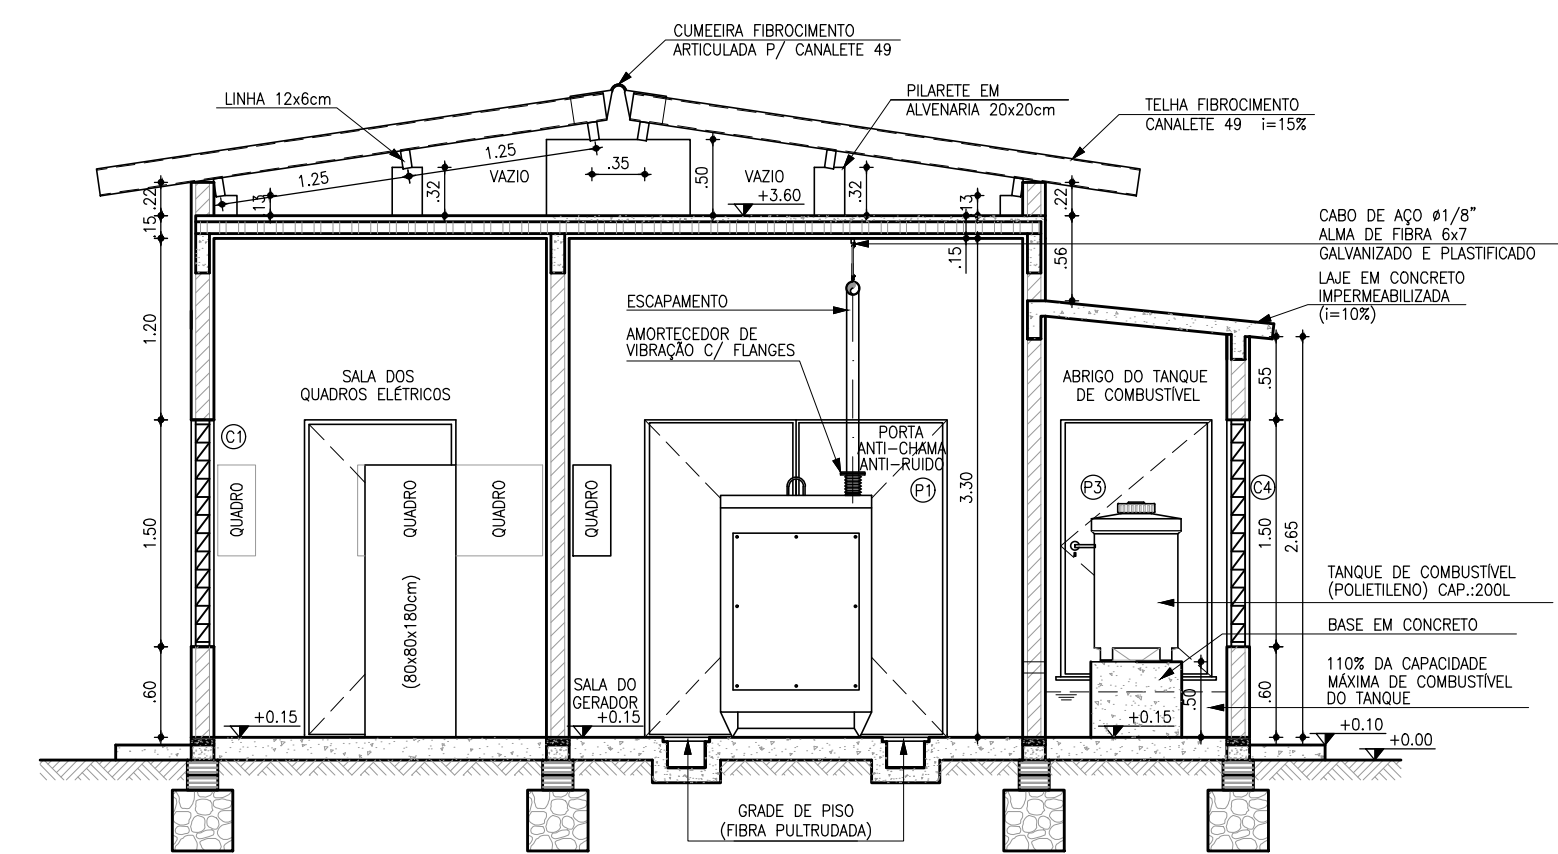 CUMEEIRA FIBROCIMENTO
ARTICULADA P/ CANALETE 49
LINHA 12x6cm
PILARETE EM
ALVENARIA 20x20cm
TELHA FIBROCIMENTO
CANALETE 49 i=15%
1.25
1.25
.35
.50
VAZIO
VAZIO
.32
.32
.13
.13
.22
.22
.15
+3.60
.15
.56
CABO DE AÇO ø1/8"
ALMA DE FIBRA 6x7
GALVANIZADO E PLASTIFICADO
LAJE EM CONCRETO
IMPERMEABILIZADA
(i=10%)
ESCAPAMENTO
AMORTECEDOR DE
VIBRAÇÃO C/ FLANGES
1.20
SALA DOS
QUADROS ELÉTRICOS
ABRIGO DO TANQUE
DE COMBUSTÍVEL
.55
C1
PORTA
ANTI-CHAMA
ANTI-RUIDO
P1
P3
C4
QUADRO
QUADRO
QUADRO
QUADRO
3.30
1.50
1.50
2.65
(80x80x180cm)
TANQUE DE COMBUSTÍVEL
(POLIETILENO) CAP.:200L
BASE EM CONCRETO
110% DA CAPACIDADE
MÁXIMA DE COMBUSTÍVEL
DO TANQUE
.60
SALA DO
GERADOR
.50
.60
+0.15
+0.15
+0.15
+0.10
+0.00
GRADE DE PISO
(FIBRA PULTRUDADA)